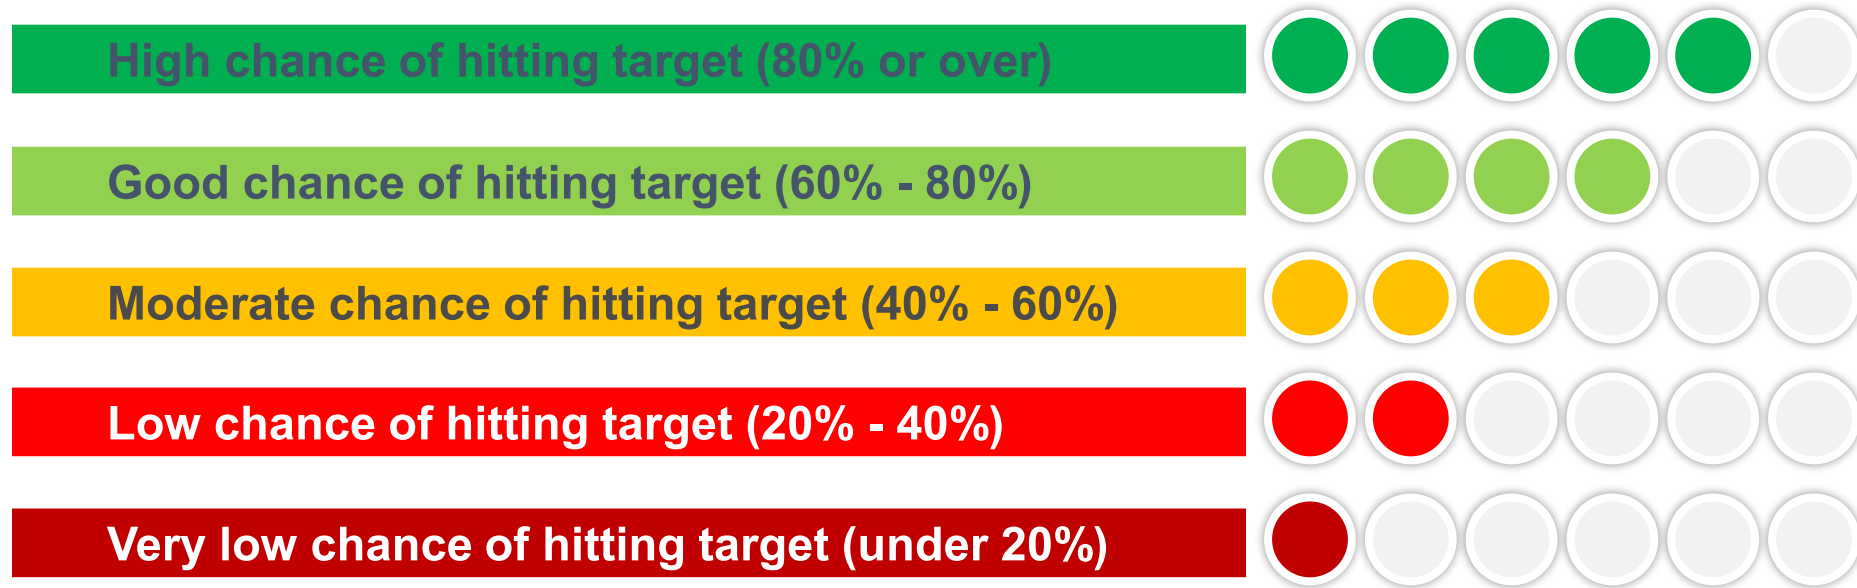 High chance of hitting target (80% or over)
Good chance of hitting target (60% - 80%)
Moderate chance of hitting target (40% - 60%)
Low chance of hitting target (20% - 40%)
Very low chance of hitting target (under 20%)